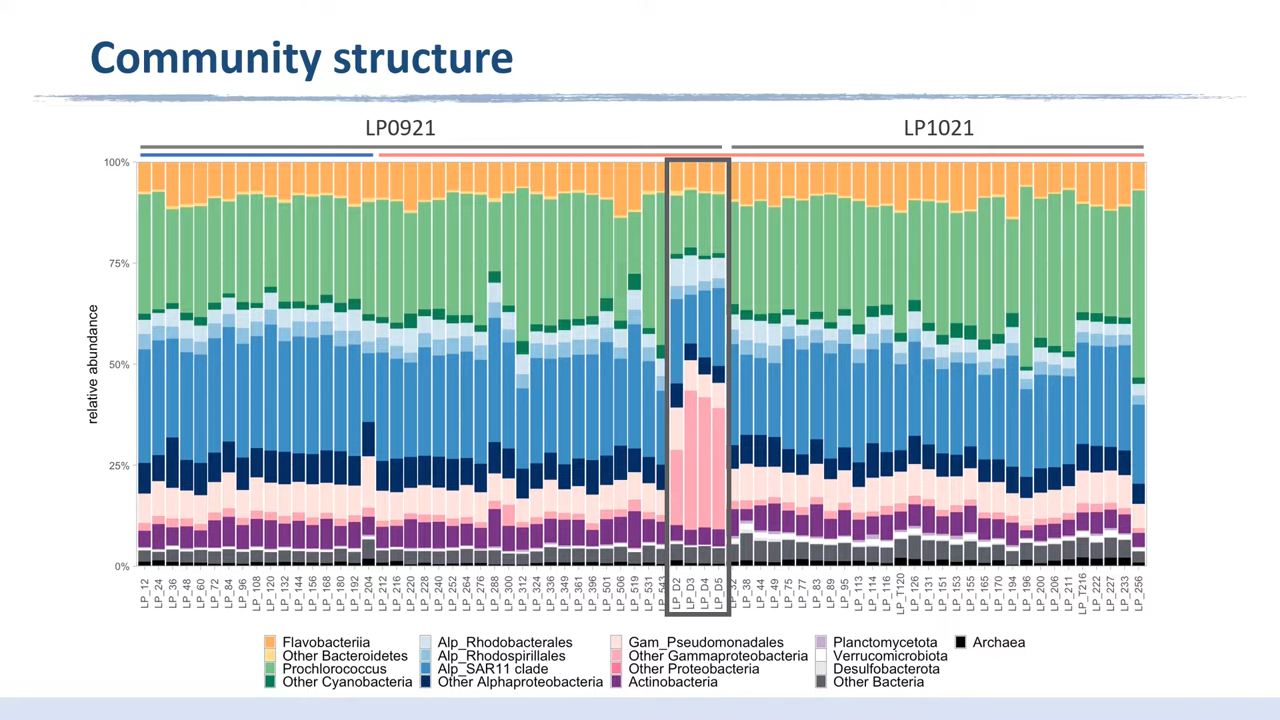 Community structure
LP0921
LP1021
100%
75%
50%
25%
0%
relative abundance
LP_12 LP_24 LP_36 LP_48 LP_60 LP_72 LP_84 LP_96 LP_108 LP_120 LP_132 LP_144 LP_156 LP_168 LP_180 LP_192 LP_204 LP_212 LP_216 LP_220 LP_228 LP_240 LP_252 LP_264 LP_276 LP_288 LP_300 LP_312 LP_324 LP_336 LP_349 LP_361 LP_396 LP_501 LP_506 LP_519 LP_531 LP_543 LP_D2 LP_D3 LP_D4 LP_D5 LP_32 LP_38 LP_44 LP_49 LP_75 LP_77 LP_83 LP_89 LP_95 LP_113 LP_114 LP_116 LP_T120 LP_126 LP_131 LP_151 LP_153 LP_155 LP_165 LP_170 LP_194 LP_196 LP_200 LP_206 LP_211 LP_T216 LP_222 LP_227 LP_233 LP_256
Flavobacteriia Alp_Rhodobacterales Gam_Pseudomonadales Planctomycetota Archaea
Other Bacteroidetes Alp_Rhodospirillales Other Gammaproteobacteria Verrucomicrobiota
Prochlorococcus Alp_SAR11 clade Other Proteobacteria Desulfobacterota
Other Cyanobacteria Other Alphaproteobacteria Actinobacteria Other Bacteria